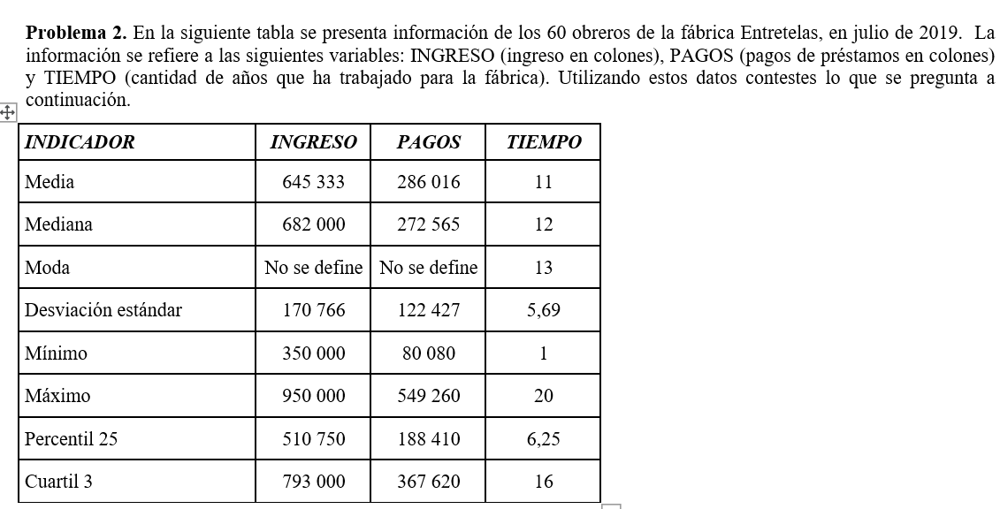 Problema 2. En la siguiente tabla se presenta información de los 60 obreros de la fábrica Entretelas, en julio de 2019. La
información se refiere a las siguientes variables: INGRESO (ingreso en colones), PAGOS (pagos de préstamos en colones)
y TIEMPO (cantidad de años que ha trabajado para la fábrica). Utilizando estos datos contestes lo que se pregunta a
continuación.
INDICADOR INGRESO PAGOS TIEMPO
Media 645 333 286 016 11
Mediana 682 000 272 565 12
Moda No se define No se define 13
Desviación estándar 170 766 122 427 5,69
Mínimo 350 000 80 080 1
Máximo 950 000 549 260 20
Percentil 25 510 750 188 410 6,25
Cuartil 3 793 000 367 620 16